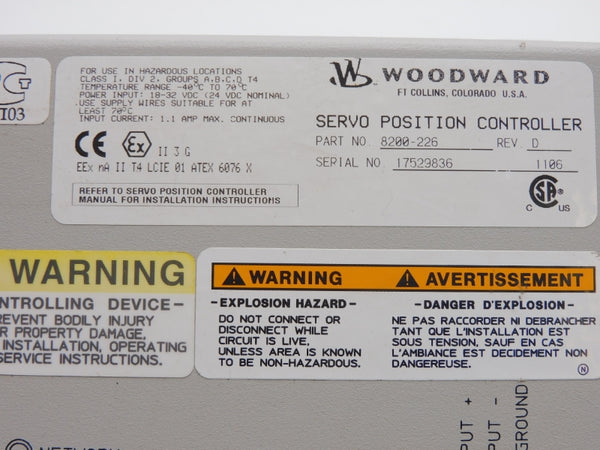 FOR USE IN HAZARDOUS LOCATIONS
CLASS I, DIV 2, GROUPS A,B,C,D T4
TEMPERATURE RANGE -40°C TO 70°C
POWER INPUT: 18-32 VDC (24 VDC NOMINAL)
USE SUPPLY WIRES SUITABLE FOR AT
LEAST 70°C
INPUT CURRENT: 1.1 AMP MAX. CONTINUOUS
CE Ex II 3 G
EEx nA II T4 LCIE 01 ATEX 6076 X
REFER TO SERVO POSITION CONTROLLER
MANUAL FOR INSTALLATION INSTRUCTIONS
WOODWARD
FT COLLINS, COLORADO U.S.A.
SERVO POSITION CONTROLLER
PART NO. 8200-226 REV. D
SERIAL NO. 17529836 1106
C US
I03
WARNING
NTROLLING DEVICE-
REVENT BODILY INJURY
R PROPERTY DAMAGE,
INSTALLATION, OPERATING
SERVICE INSTRUCTIONS.
WARNING
-EXPLOSION HAZARD-
DO NOT CONNECT OR
DISCONNECT WHILE
CIRCUIT IS LIVE,
UNLESS AREA IS KNOWN
TO BE NON-HAZARDOUS.
AVERTISSEMENT
-DANGER D'EXPLOSION-
NE PAS RACCORDER NI DEBRANCHER
TANT QUE L'INSTALLATION EST
SOUS TENSION, SAUF EN CAS
L'AMBIANCE EST DECIDEMENT NON
DANGEREUSE.
N
PUT +
PUT -
GROUND